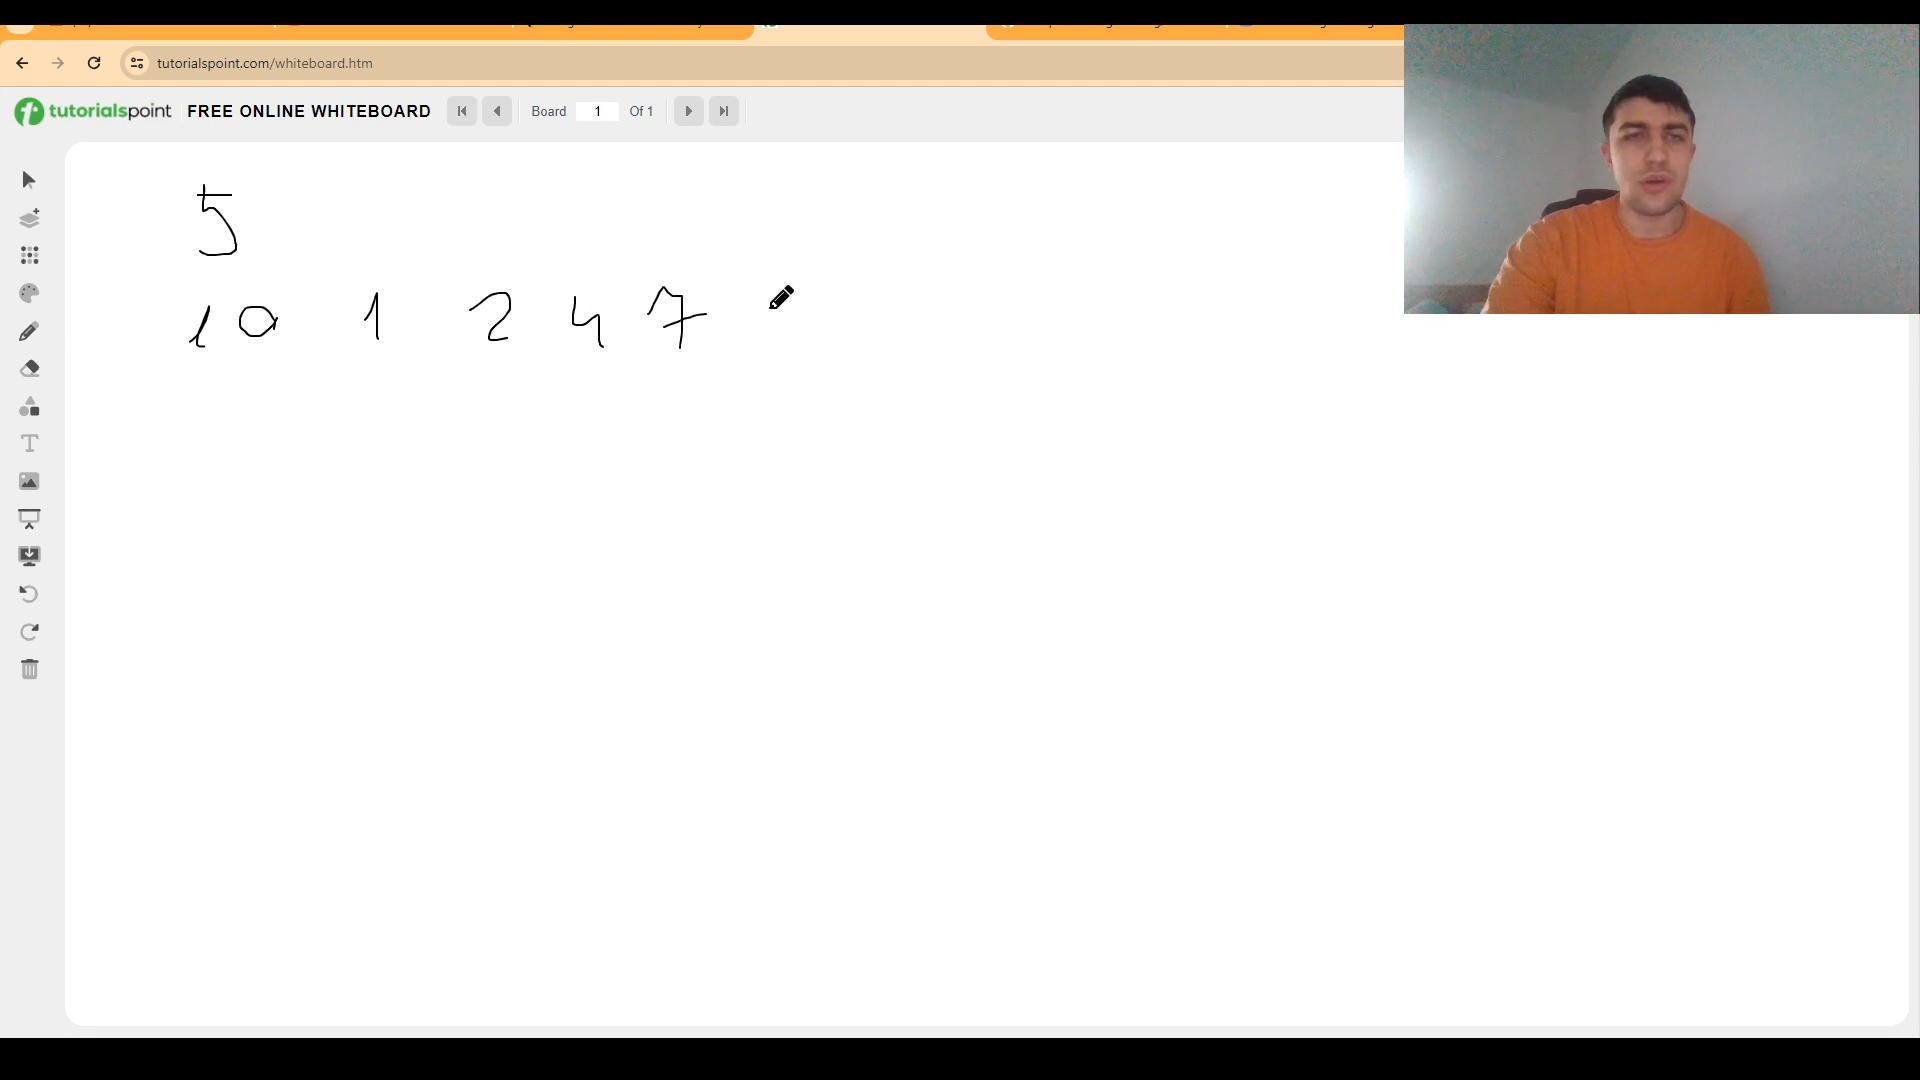 tutorialspoint.com/whiteboard.htm
tutorialspoint FREE ONLINE WHITEBOARD Board 1 Of 1
5
10 1 2 4 7
T